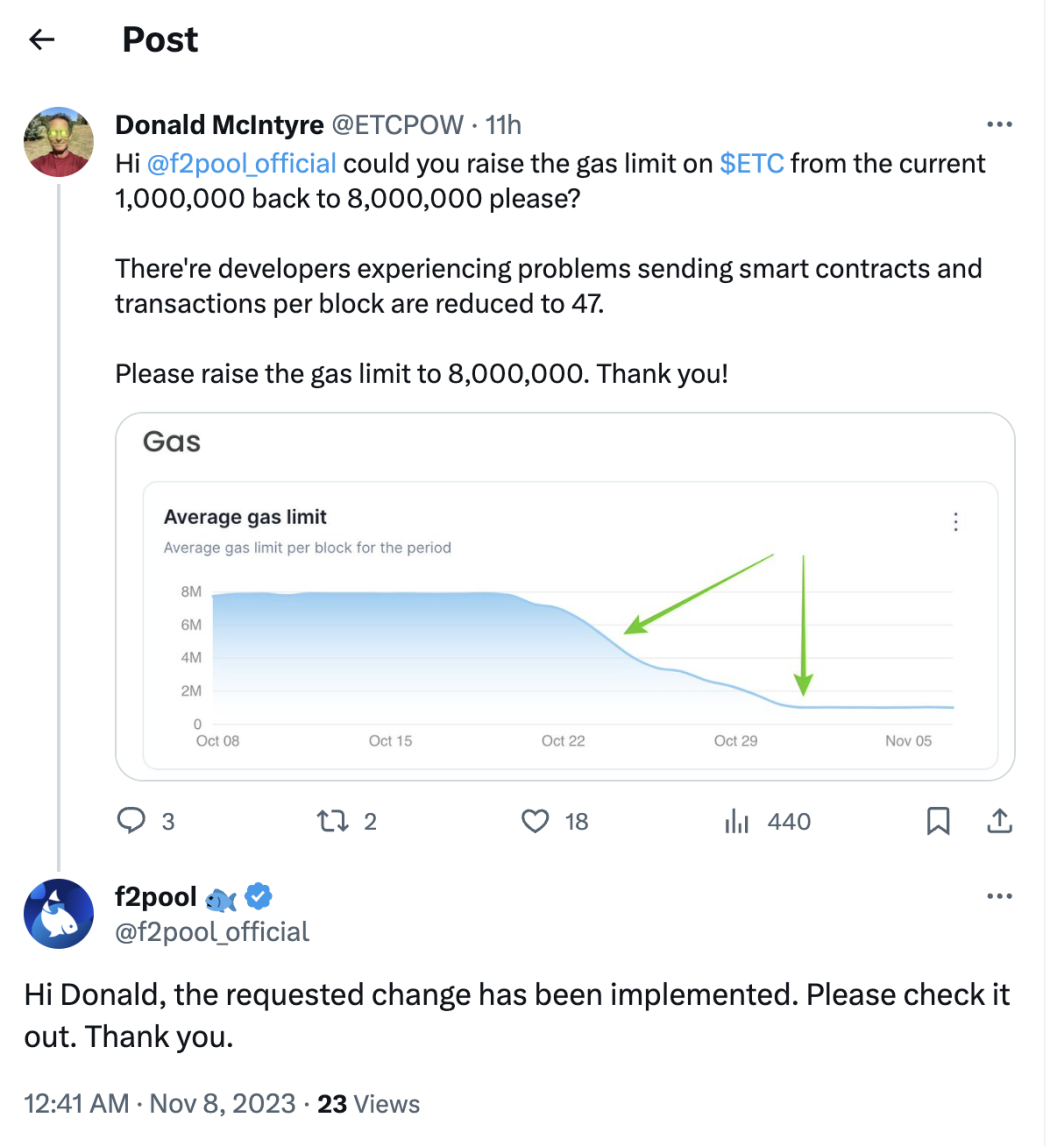 Post
Donald McIntyre @ETCPOW · 11h
Hi @f2pool_official could you raise the gas limit on $ETC from the current
1,000,000 back to 8,000,000 please?
There're developers experiencing problems sending smart contracts and
transactions per block are reduced to 47.
Please raise the gas limit to 8,000,000. Thank you!
Gas
Average gas limit
Average gas limit per block for the period
8M
6M
4M
2M
0
Oct 08 Oct 15 Oct 22 Oct 29 Nov 05
3 2 18 440
f2pool
@f2pool_official
Hi Donald, the requested change has been implemented. Please check it
out. Thank you.
12:41 AM · Nov 8, 2023 · 23 Views